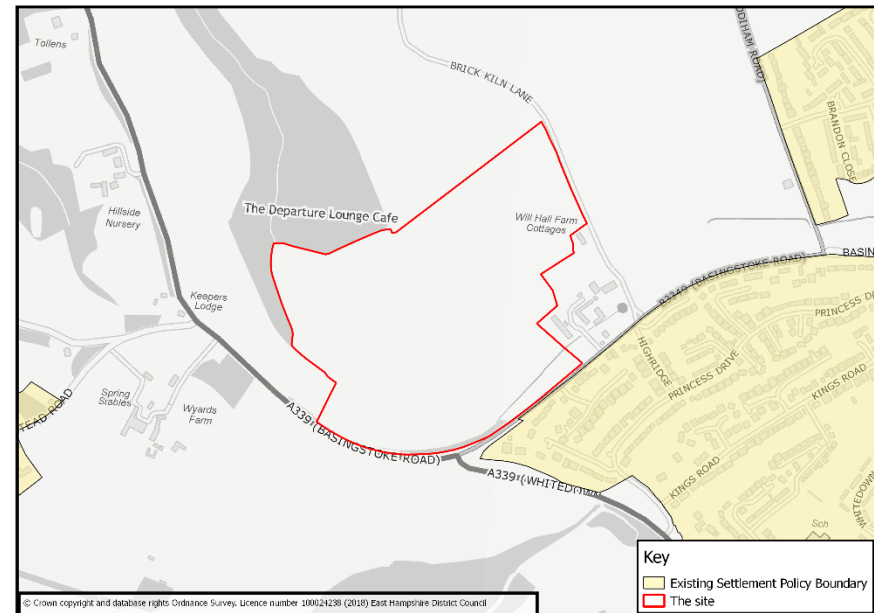 Tollens
BRICK KILN LANE
ODIHAM ROAD)
BRANDON CLOSE
The Departure Lounge Cafe
Hillside
Nursery
Will Hall Farm
Cottages
Keepers
Lodge
BASIN
B3349 (BASINGSTOKE ROAD)
PRINCESS DR
HIGHRIDGE
PRINCESS DRIVE
KINGS ROAD
Spring
Stables
Wyards
Farm
TEAD ROAD
A339 (BASINGSTOKE ROAD)
A339 (WHITEDOWN
KINGS ROAD
WHITEDOWN
Sch
Key
Existing Settlement Policy Boundary
The site
© Crown copyright and database rights Ordnance Survey. Licence number 100024238 (2018) East Hampshire District Council